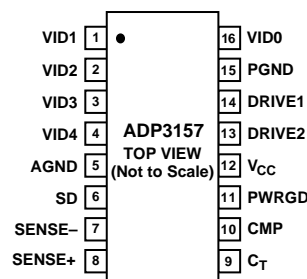 VID1 1 16 VID0
VID2 2 15 PGND
VID3 3 14 DRIVE1
VID4 4 ADP3157 13 DRIVE2
AGND 5 TOP VIEW 12 VCC
SD 6 (Not to Scale) 11 PWRGD
SENSE– 7 10 CMP
SENSE+ 8 9 CT